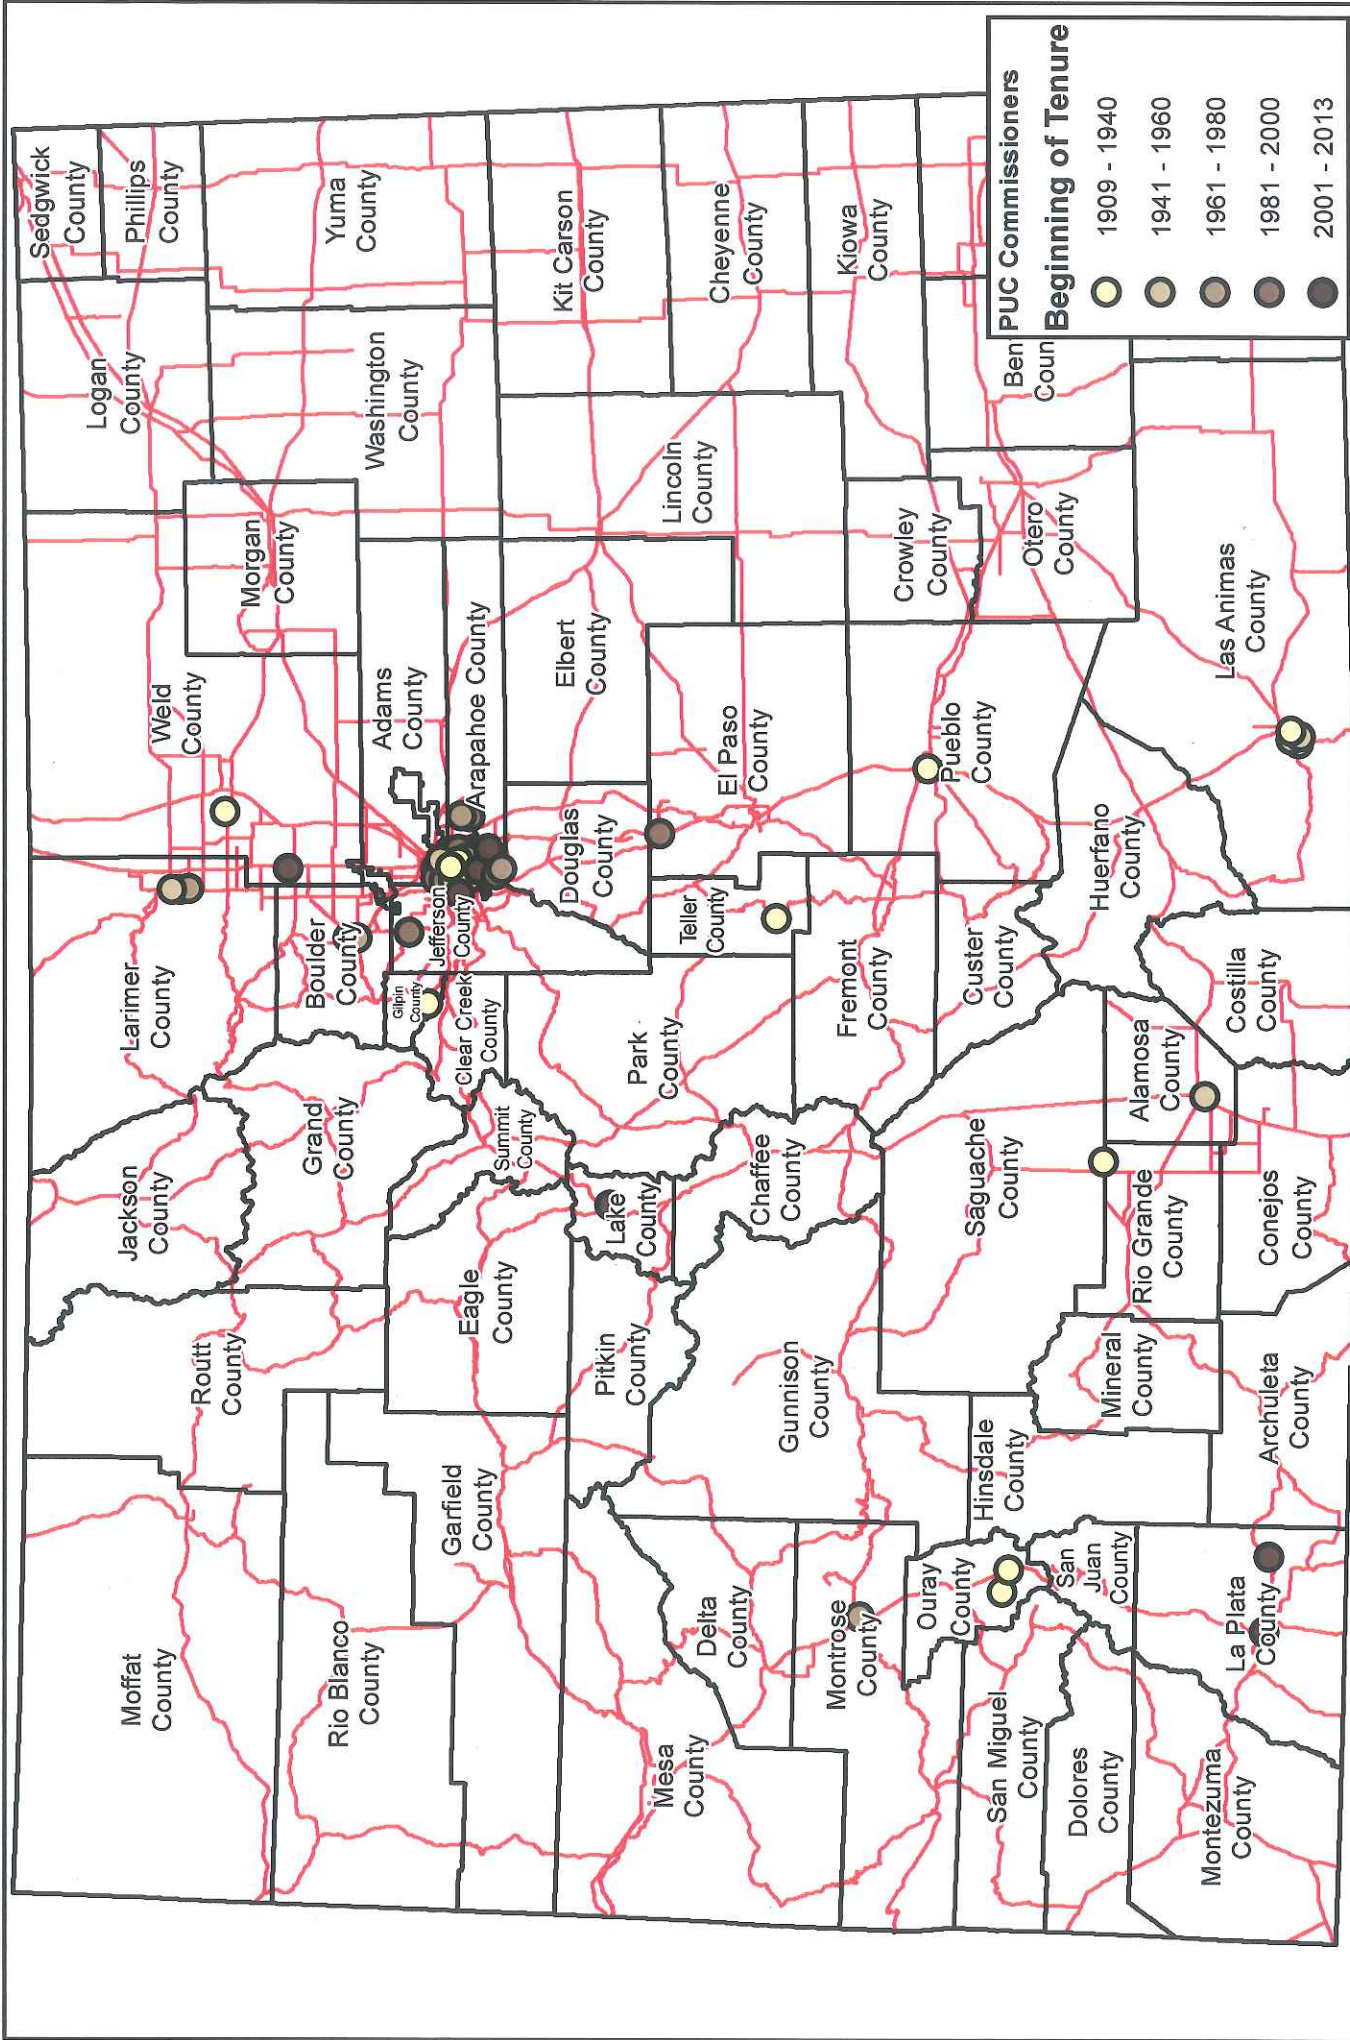 Moffat
County
Routt
County
Jackson
County
Larimer
County
Weld
County
Logan
County
Sedgwick
County
Phillips
County
Morgan
County
Rio Blanco
County
Grand
County
Boulder
County
Washington
County
Yuma
County
Garfield
County
Eagle
County
Summit
County
Gilpin
County
Clear Creek
County
Jefferson
County
Adams
County
Arapahoe County
Mesa
County
Delta
County
Pitkin
County
Lake
County
Park
County
Douglas
County
Elbert
County
Kit Carson
County
Lincoln
County
Cheyenne
County
Montrose
County
Gunnison
County
Chaffee
County
Teller
County
El Paso
County
Kiowa
County
Ouray
County
Fremont
County
Pueblo
County
Crowley
County
San Miguel
County
Hinsdale
County
Saguache
County
Custer
County
Otero
County
Ben
Coun
Dolores
County
San
Juan
County
Mineral
County
Rio Grande
County
Alamosa
County
Huerfano
County
Las Animas
County
Montezuma
County
La Plata
County
Archuleta
County
Conejos
County
Costilla
County
PUC Commissioners
Beginning of Tenure
1909 - 1940
1941 - 1960
1961 - 1980
1981 - 2000
2001 - 2013